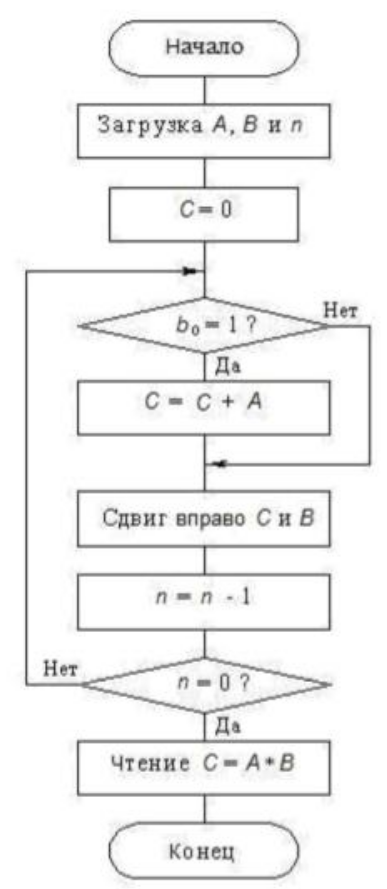 Начало
Загрузка A, B и n
C = 0
b₀ = 1 ?
Нет
Да
C = C + A
Сдвиг вправо C и B
n = n - 1
Нет
n = 0 ?
Да
Чтение C = A * B
Конец